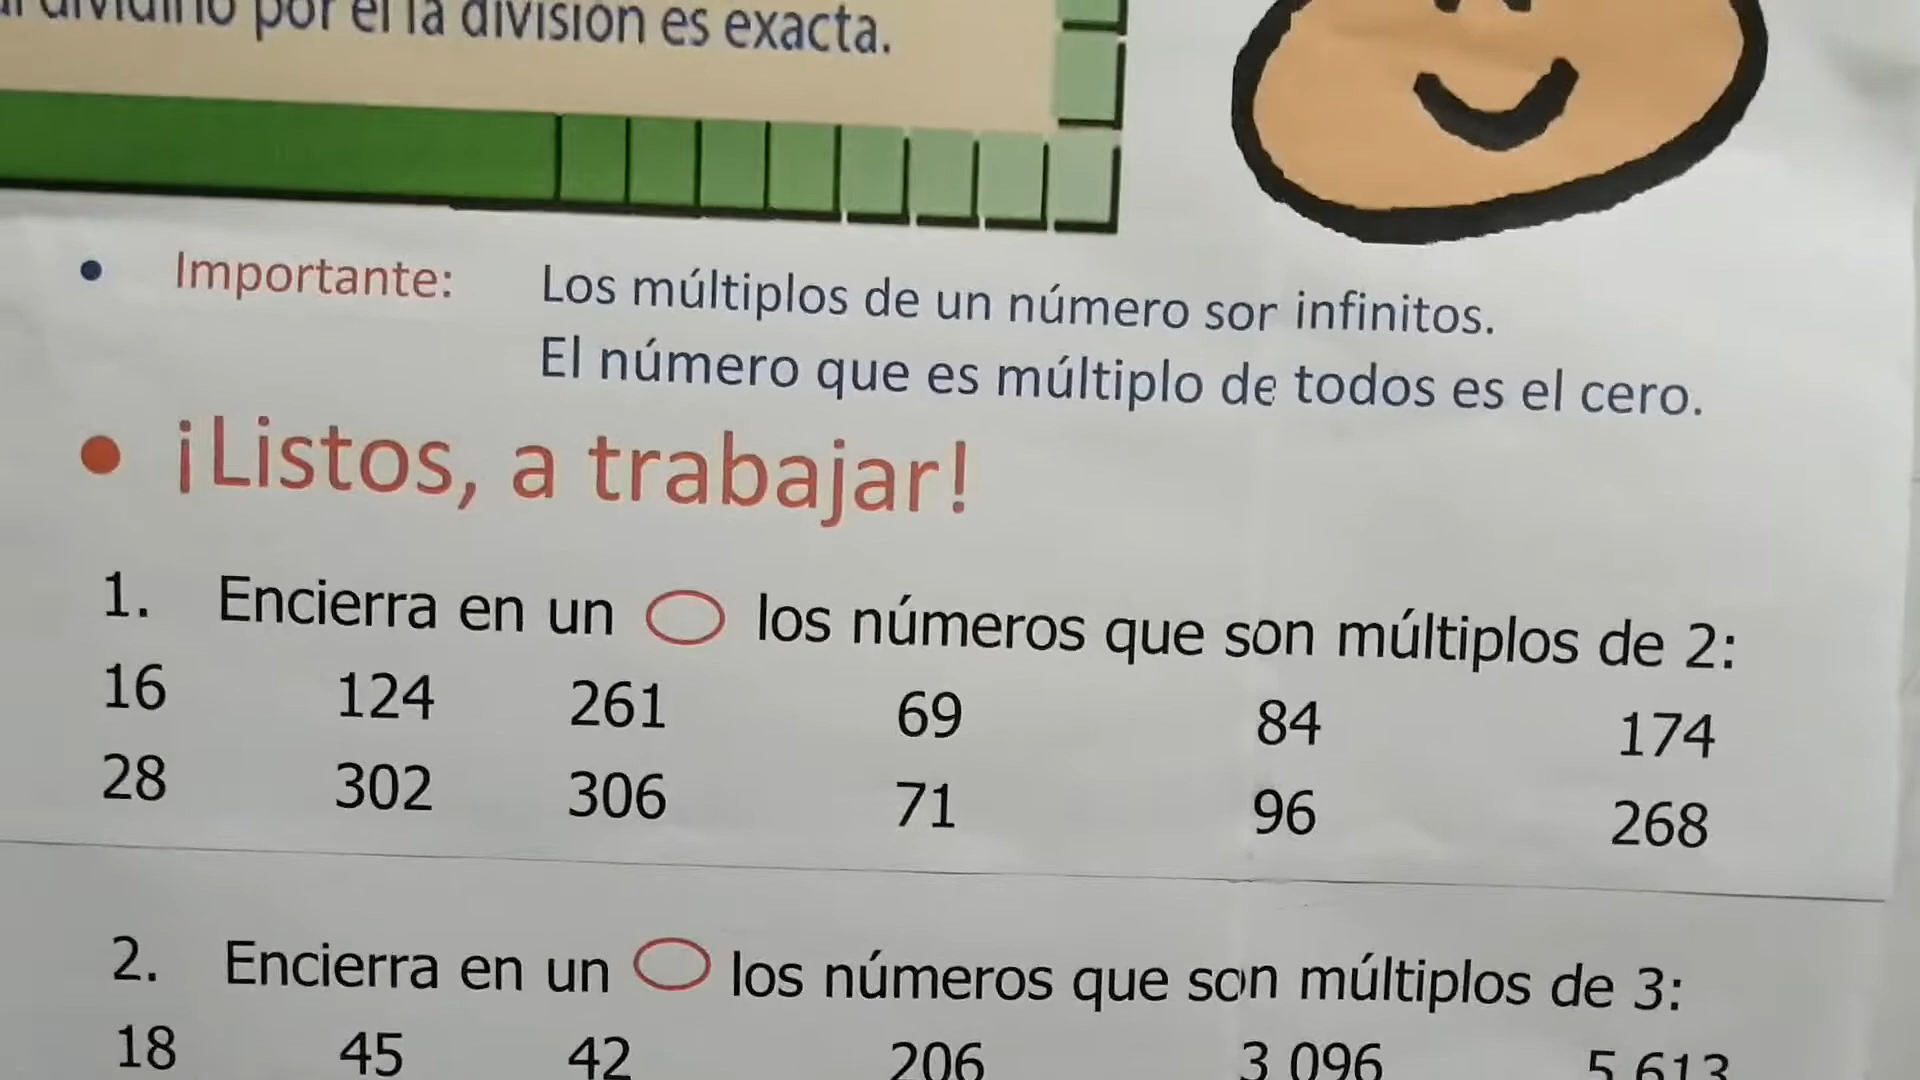 por el la división es exacta.
• Importante: Los múltiplos de un número son infinitos.
El número que es múltiplo de todos es el cero.
• ¡Listos, a trabajar!
1. Encierra en un los números que son múltiplos de 2:
16 124 261 69 84 174
28 302 306 71 96 268
2. Encierra en un los números que son múltiplos de 3:
18 45 42 206 3 096 5 613